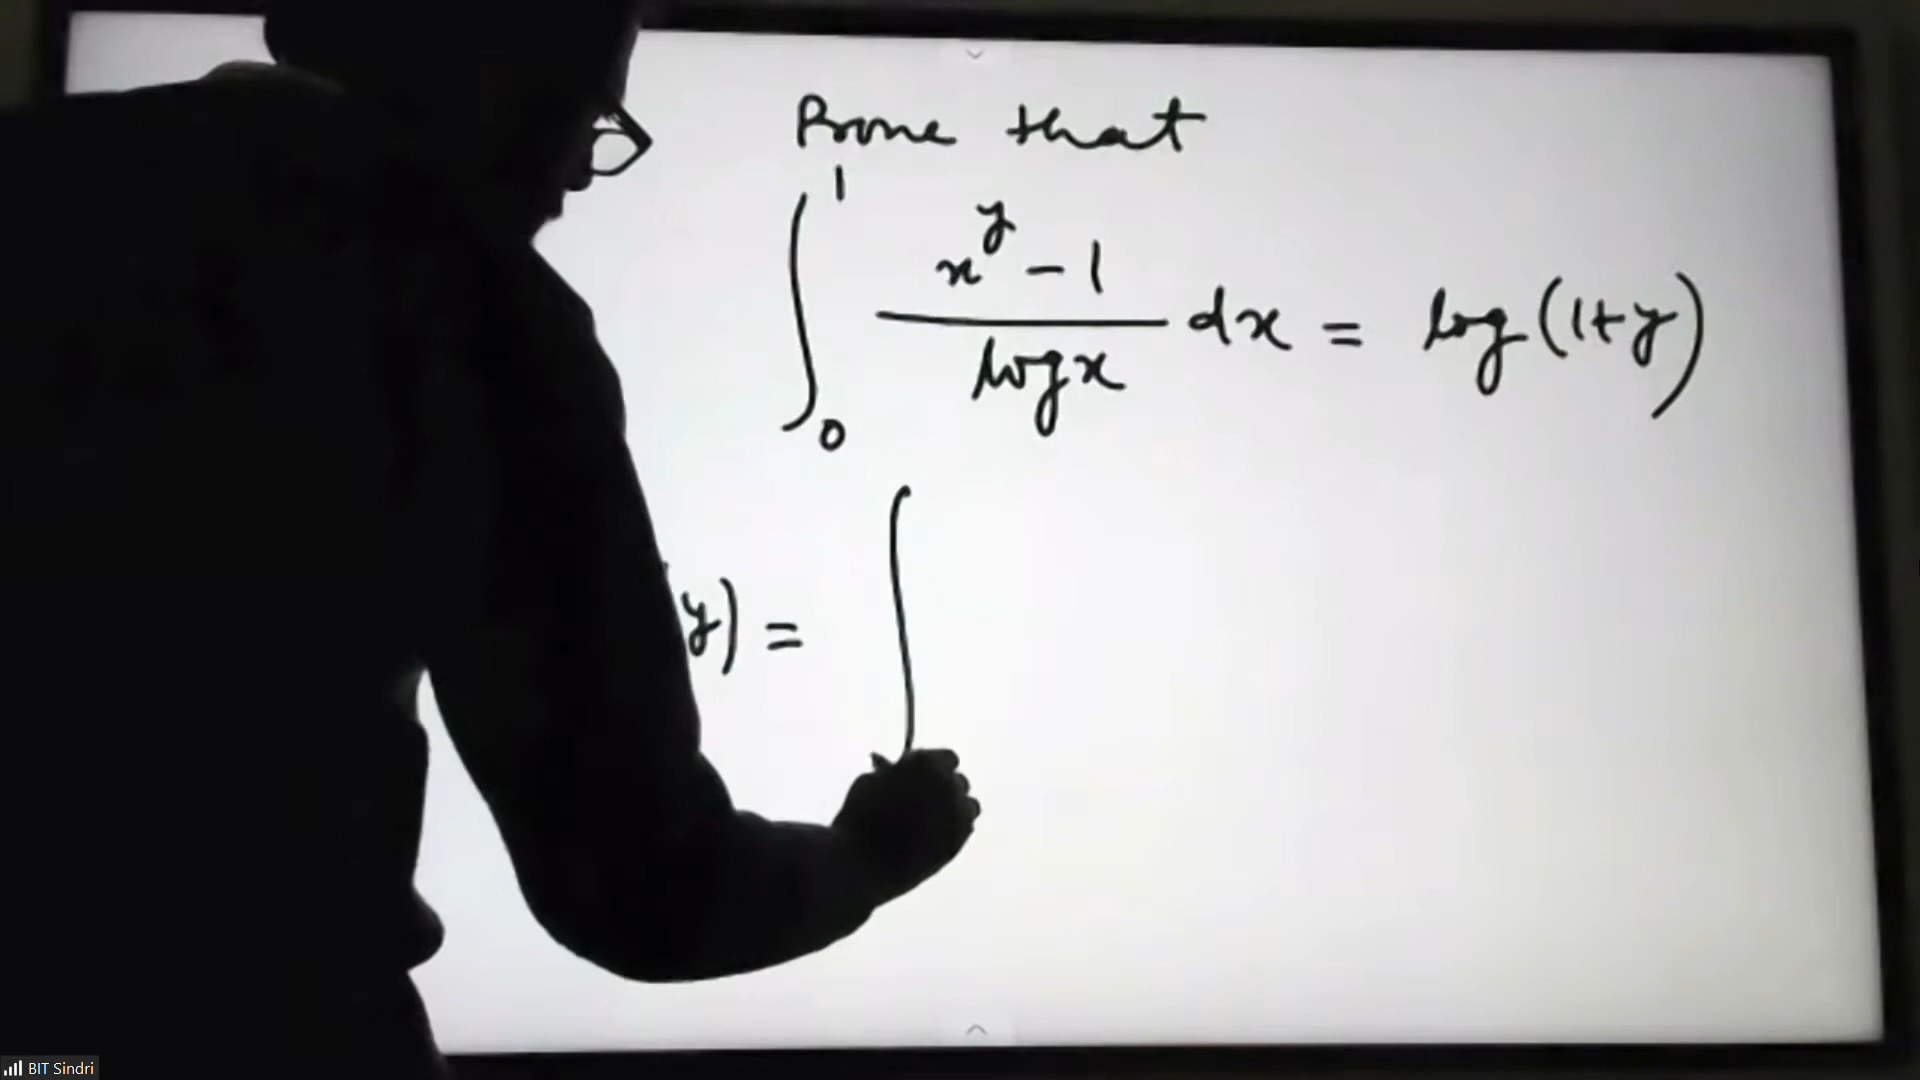 Prove that
∫₀¹ (x^y - 1)/(log x) dx = log(1+y)
y) = ∫
BIT Sindri